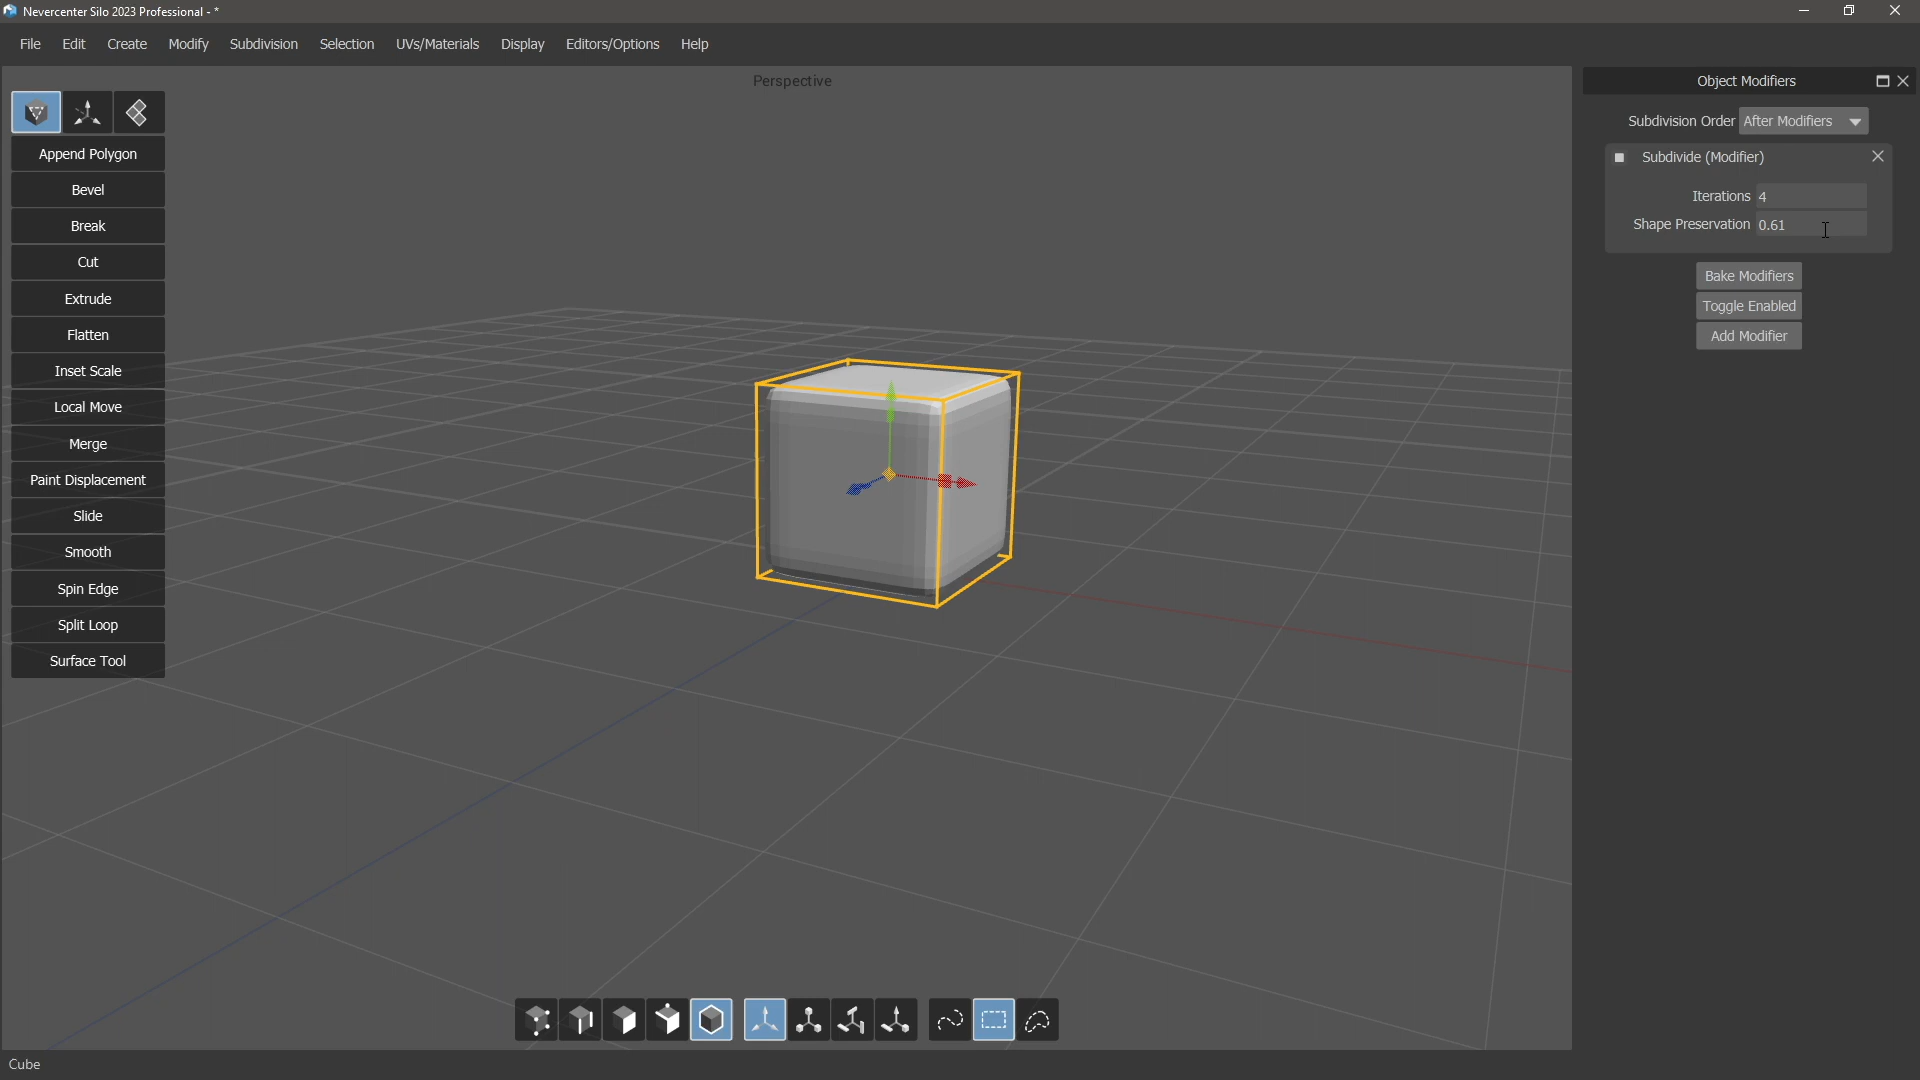 Nevercenter Silo 2023 Professional - *
File Edit Create Modify Subdivision Selection UVs/Materials Display Editors/Options Help
Perspective
Append Polygon
Bevel
Break
Cut
Extrude
Flatten
Inset Scale
Local Move
Merge
Paint Displacement
Slide
Smooth
Spin Edge
Split Loop
Surface Tool
Object Modifiers
Subdivision Order After Modifiers
Subdivide (Modifier)
Iterations 4
Shape Preservation 0.61
Bake Modifiers
Toggle Enabled
Add Modifier
Cube